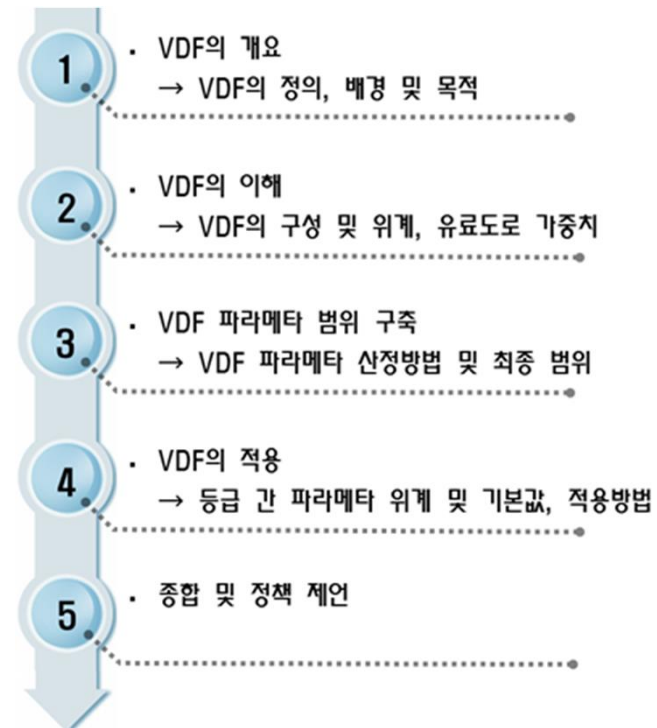 1
· VDF의 개요
→ VDF의 정의, 배경 및 목적
2
· VDF의 이해
→ VDF의 구성 및 위계, 유료도로 가중치
3
· VDF 파라메타 범위 구축
→ VDF 파라메타 산정방법 및 최종 범위
4
· VDF의 적용
→ 등급 간 파라메타 위계 및 기본값, 적용방법
5
· 종합 및 정책 제언